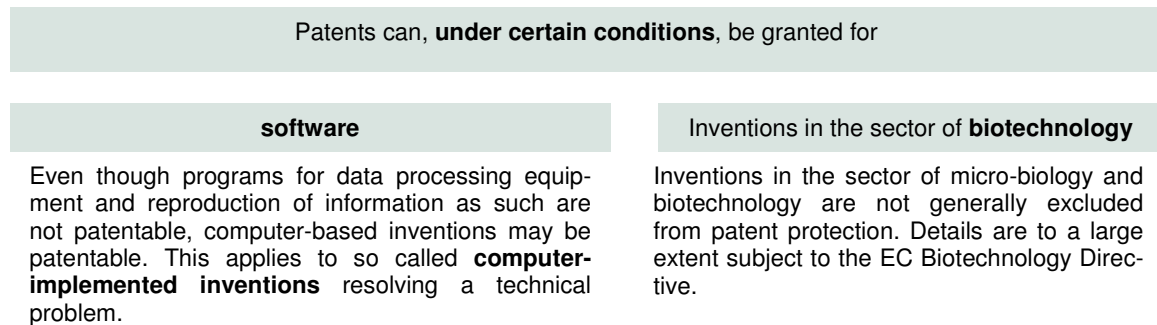 Patents can, under certain conditions, be granted for
software
Even though programs for data processing equip-
ment and reproduction of information as such are
not patentable, computer-based inventions may be
patentable. This applies to so called computer-
implemented inventions resolving a technical
problem.
Inventions in the sector of biotechnology
Inventions in the sector of micro-biology and
biotechnology are not generally excluded
from patent protection. Details are to a large
extent subject to the EC Biotechnology Direc-
tive.